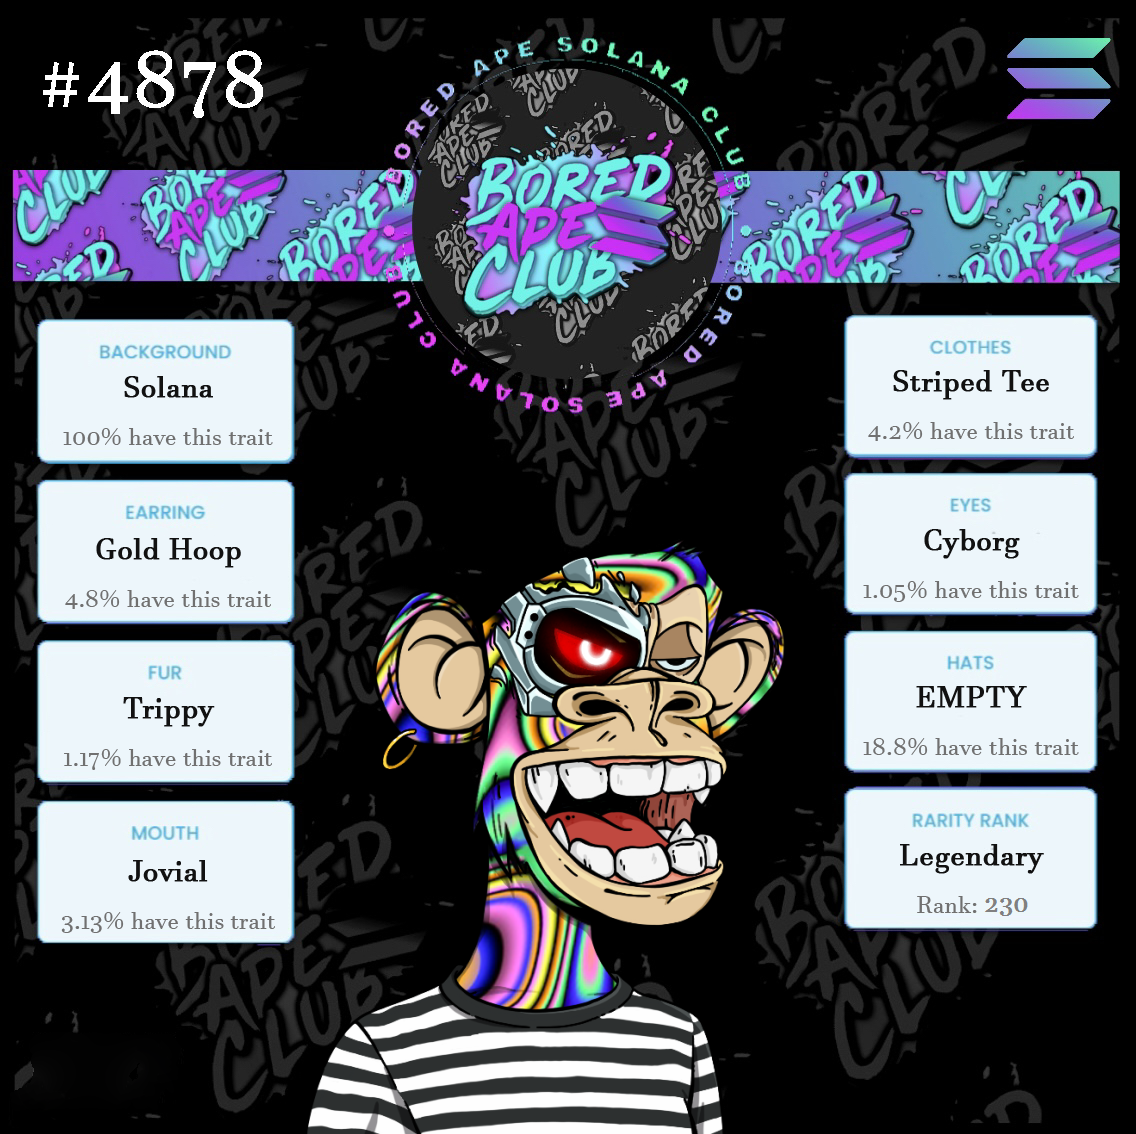 #4878
BORED APE SOLANA CLUB
BORED APE SOLANA CLUB
BORED
APE
CLUB
BACKGROUND
Solana
100% have this trait
EARRING
Gold Hoop
4.8% have this trait
FUR
Trippy
1.17% have this trait
MOUTH
Jovial
3.13% have this trait
CLOTHES
Striped Tee
4.2% have this trait
EYES
Cyborg
1.05% have this trait
HATS
EMPTY
18.8% have this trait
RARITY RANK
Legendary
Rank: 230